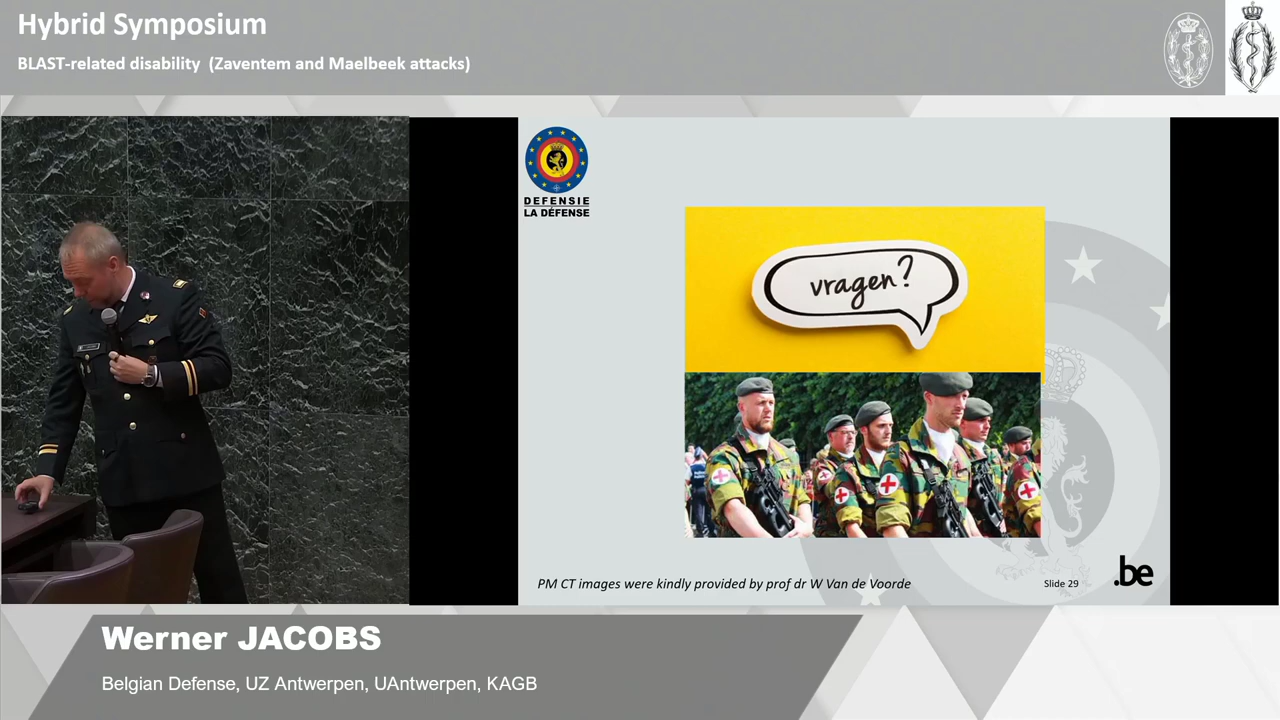 Hybrid Symposium
BLAST-related disability (Zaventem and Maelbeek attacks)
DEFENSIE
LA DÉFENSE
vragen?
PM CT images were kindly provided by prof dr W Van de Voorde
Slide 29
.be
Werner JACOBS
Belgian Defense, UZ Antwerpen, UAntwerpen, KAGB